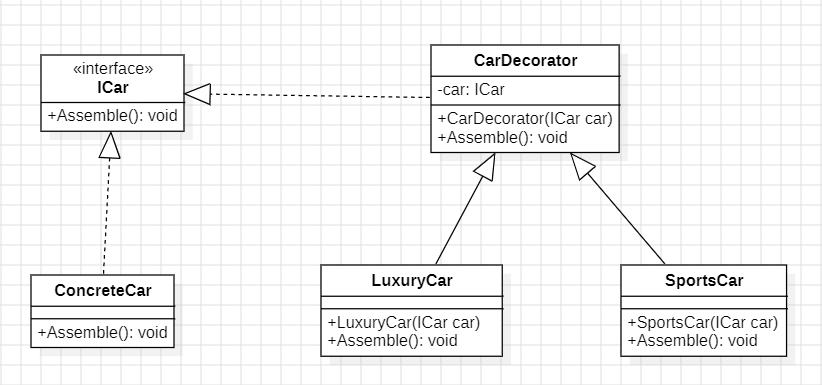 «interface»
ICar
+Assemble(): void
CarDecorator
-car: ICar
+CarDecorator(ICar car)
+Assemble(): void
ConcreteCar
+Assemble(): void
LuxuryCar
+LuxuryCar(ICar car)
+Assemble(): void
SportsCar
+SportsCar(ICar car)
+Assemble(): void